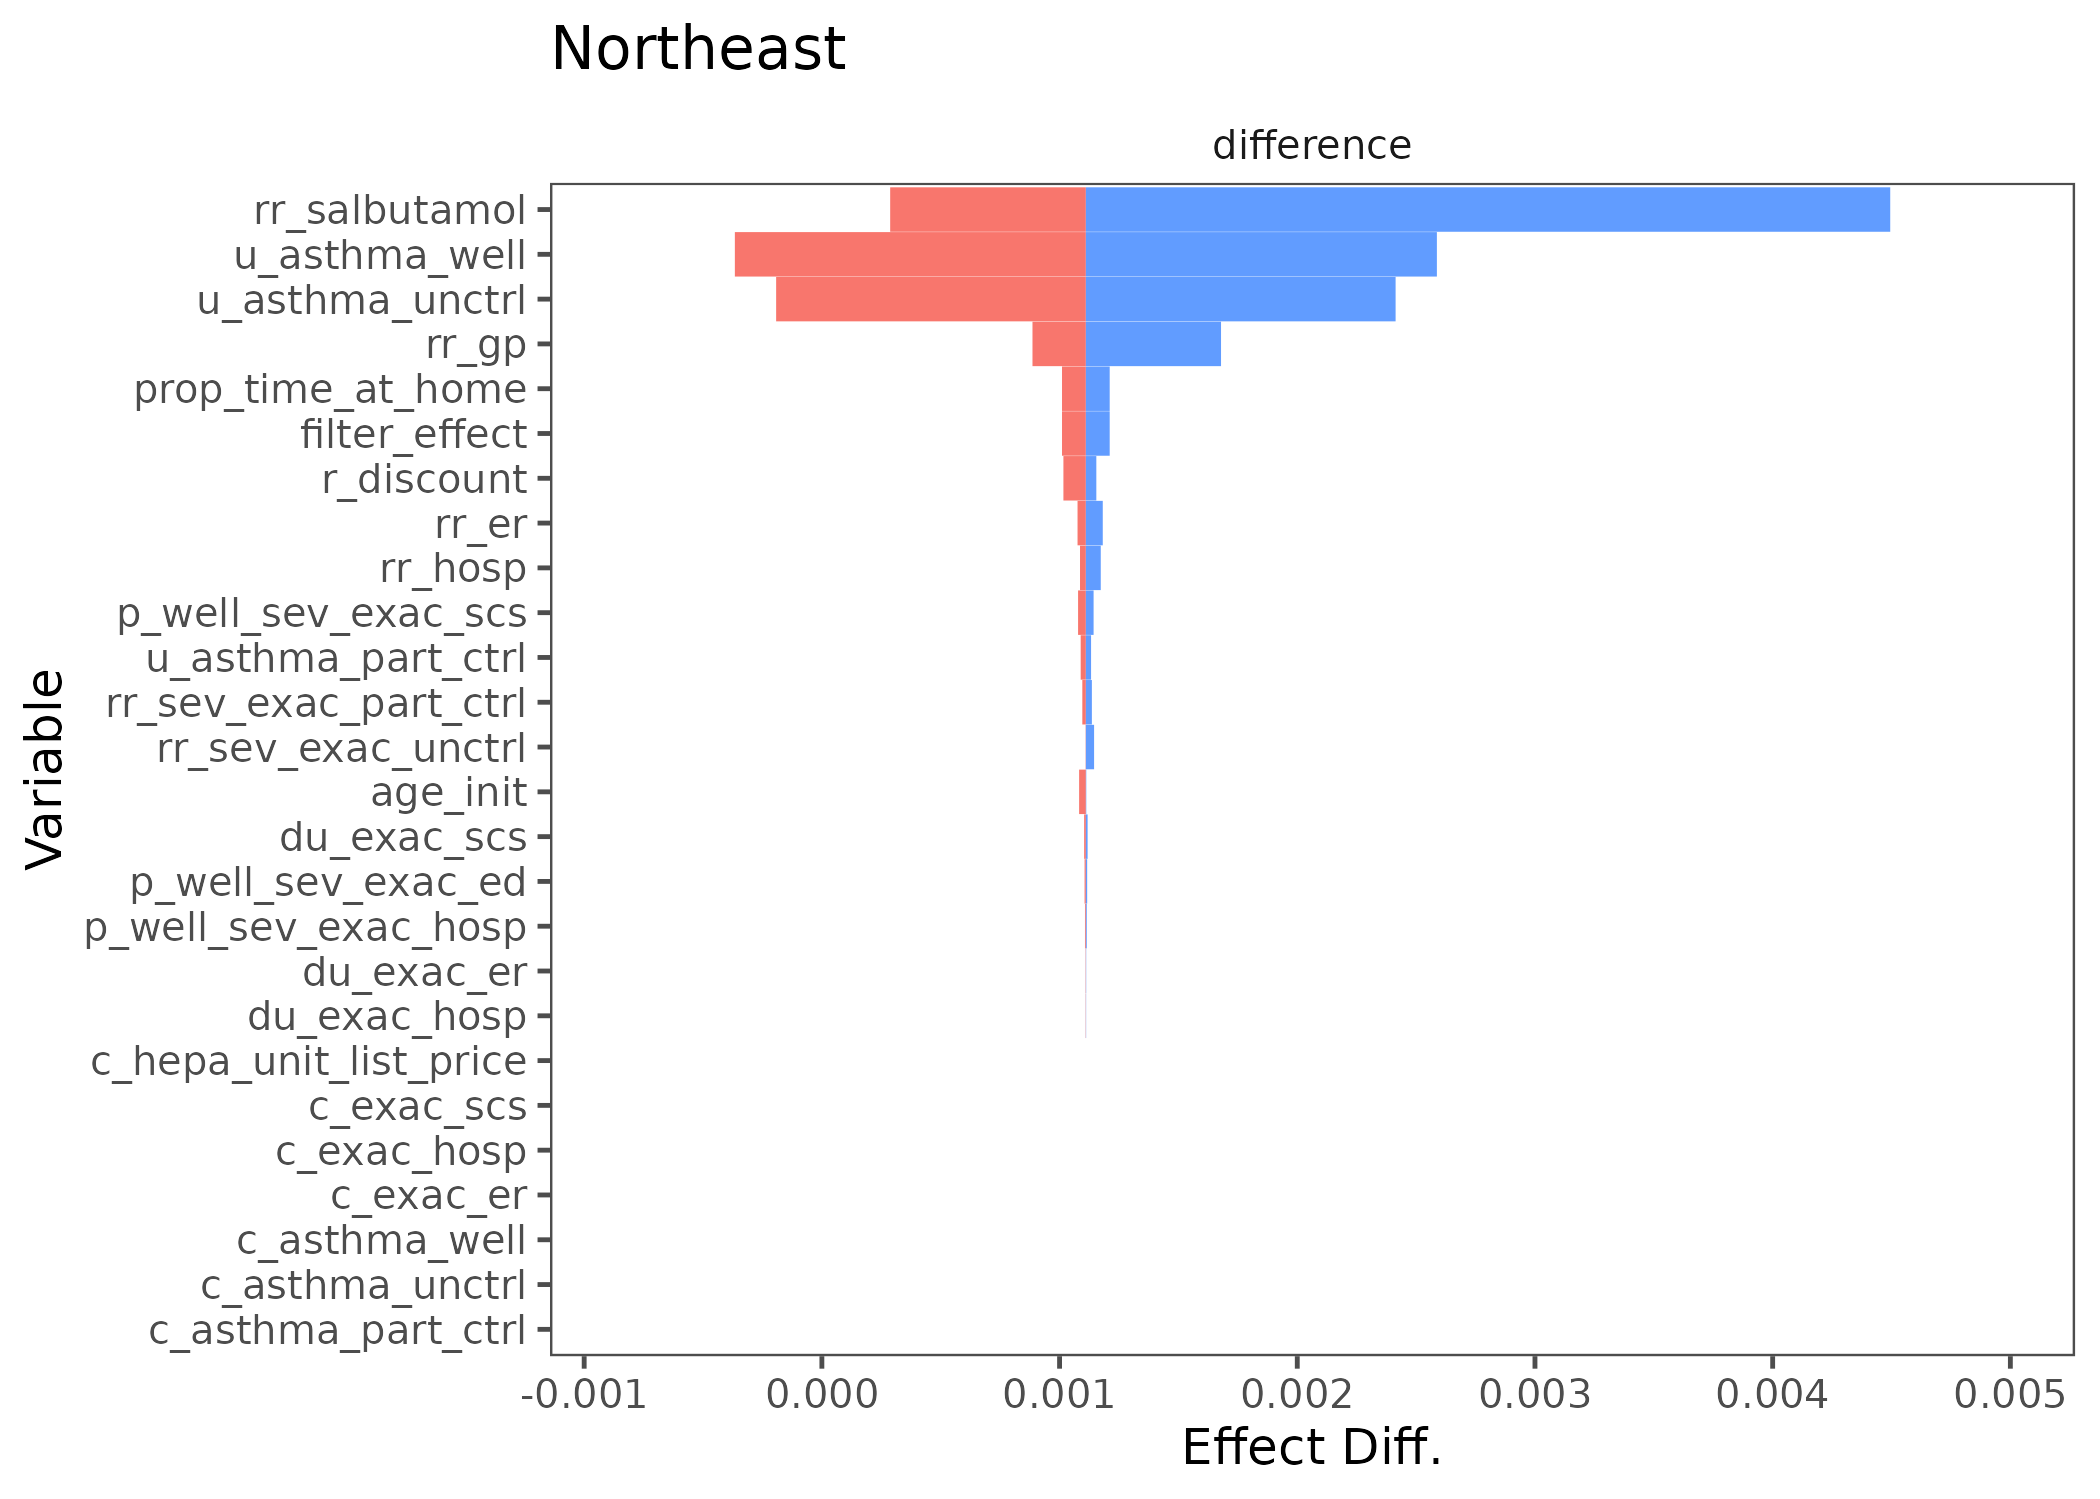 Northeast
difference
rr_salbutamol
u_asthma_well
u_asthma_unctrl
rr_gp
prop_time_at_home
filter_effect
r_discount
rr_er
rr_hosp
p_well_sev_exac_scs
u_asthma_part_ctrl
rr_sev_exac_part_ctrl
rr_sev_exac_unctrl
age_init
du_exac_scs
p_well_sev_exac_ed
p_well_sev_exac_hosp
du_exac_er
du_exac_hosp
c_hepa_unit_list_price
c_exac_scs
c_exac_hosp
c_exac_er
c_asthma_well
c_asthma_unctrl
c_asthma_part_ctrl
Variable
-0.001 0.000 0.001 0.002 0.003 0.004 0.005
Effect Diff.